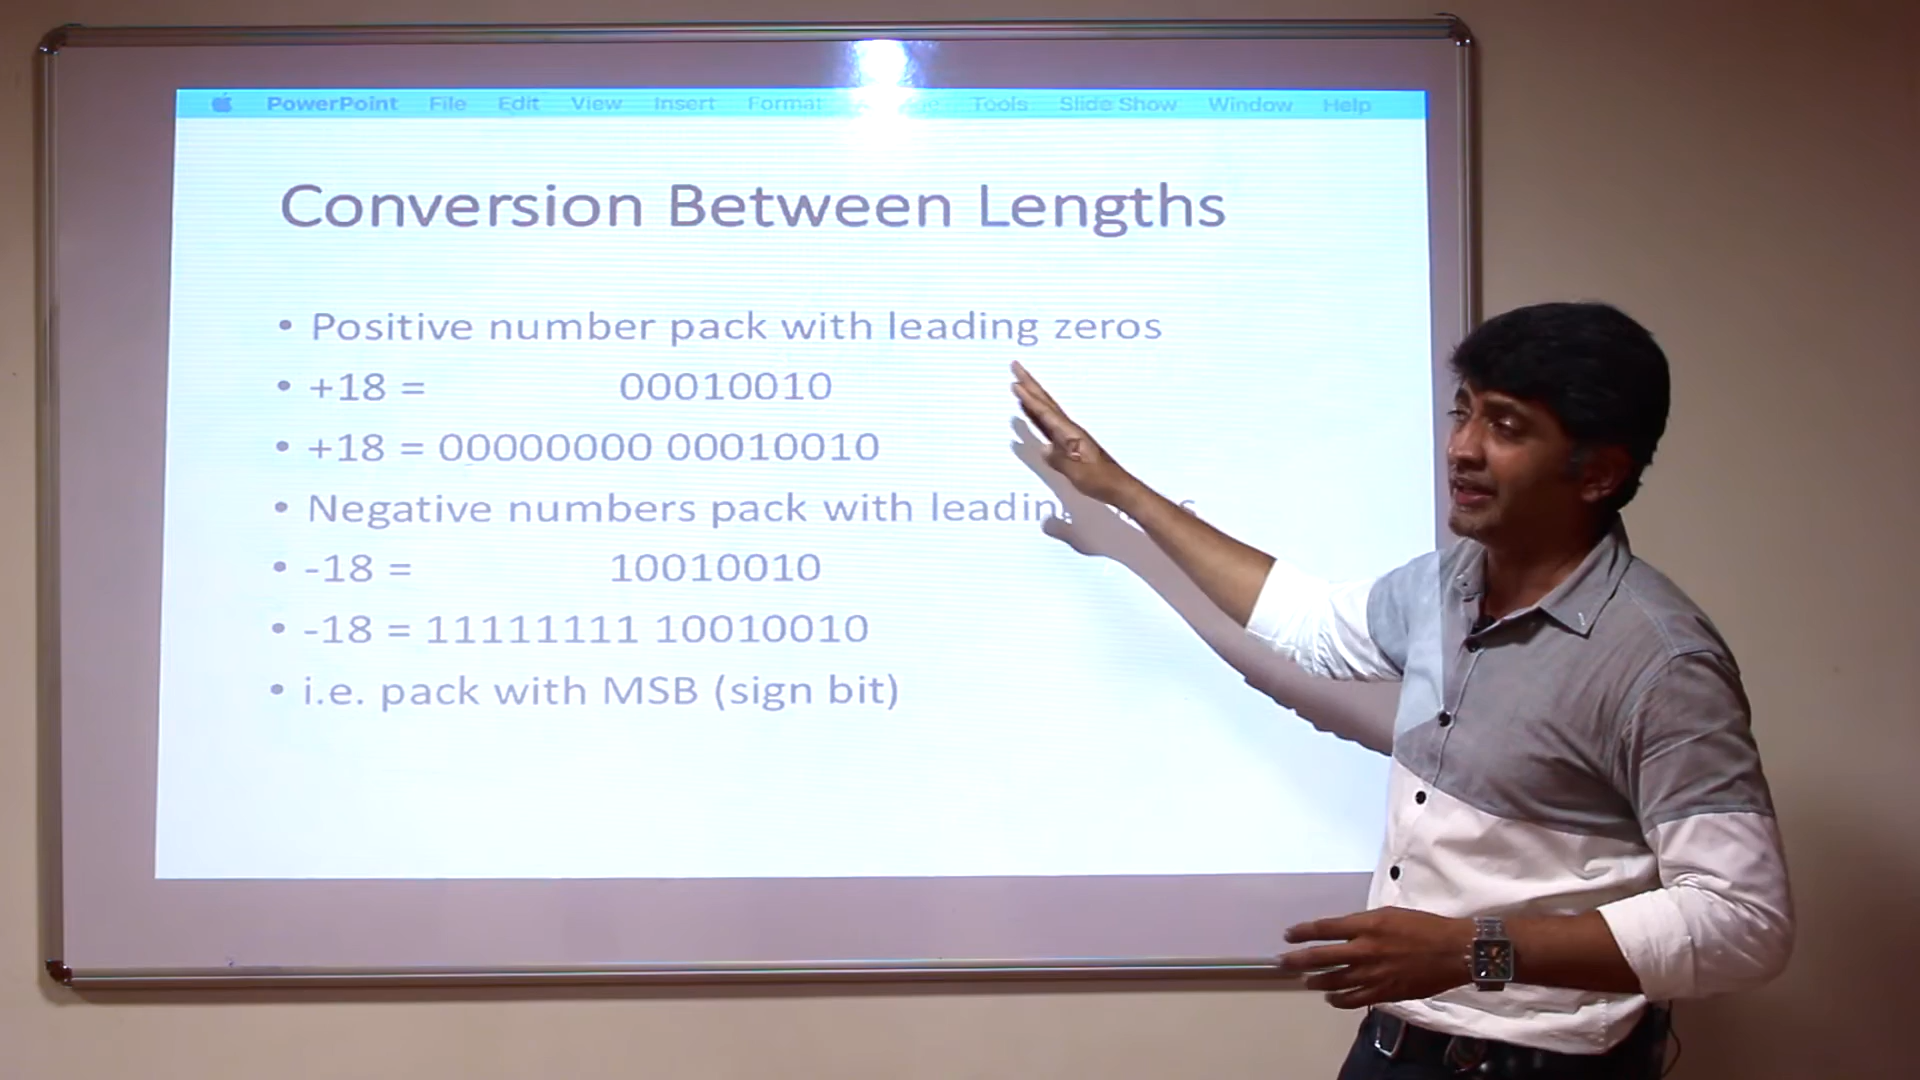 PowerPoint File Edit View Insert Format Tools Slide Show Window Help
Conversion Between Lengths
• Positive number pack with leading zeros
• +18 = 00010010
• +18 = 00000000 00010010
• Negative numbers pack with leading
• -18 = 10010010
• -18 = 11111111 10010010
• i.e. pack with MSB (sign bit)